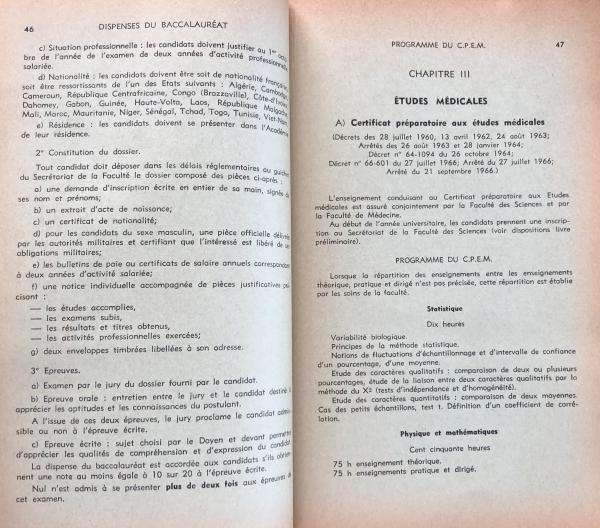 46
DISPENSES DU BACCALAURÉAT
c) Situation professionnelle : les candidats doivent justifier au 1er
bre de l'année de l'examen de deux années d'activité professionnelle
salariée.
d) Nationalité : les candidats doivent être soit de nationalité française
soit être ressortissants de l'un des Etats suivants : Algérie, Cambodge,
Cameroun, République Centrafricaine, Congo (Brazzaville), Côte-d'Ivoire,
Dahomey, Gabon, Guinée, Haute-Volta, Laos, République Malgache,
Mali, Maroc, Mauritanie, Niger, Sénégal, Tchad, Togo, Tunisie, Viet-Nam.
e) Résidence : les candidats doivent se présenter dans l'Académie
de leur résidence.
2° Constitution du dossier.
Tout candidat doit déposer dans les délais réglementaires au guichet
du Secrétariat de la Faculté le dossier composé des pièces ci-après :
a) une demande d'inscription écrite en entier de sa main, signée de
ses nom et prénoms;
b) un extrait d'acte de naissance;
c) un certificat de nationalité;
d) pour les candidats du sexe masculin, une pièce officielle délivrée
par les autorités militaires et certifiant que l'intéressé est libéré de
obligations militaires;
e) les bulletins de paie ou certificats de salaire annuels correspondant
à deux années d'activité salariée;
f) une notice individuelle accompagnée de pièces justificatives
cisant :
— les études accomplies,
— les examens subis,
— les résultats et titres obtenus,
— les activités professionnelles exercées;
g) deux enveloppes timbrées libellées à son adresse.
3° Epreuves.
a) Examen par le jury du dossier fourni par le candidat.
b) Epreuve orale : entretien entre le jury et le candidat destiné à
apprécier les aptitudes et les connaissances du postulant.
A l'issue de ces deux épreuves, le jury proclame le candidat admis-
sible ou non à l'épreuve écrite.
c) Epreuve écrite : sujet choisi par le Doyen et devant permettre
d'apprécier les qualités de compréhension et d'expression du candidat.
La dispense du baccalauréat est accordée aux candidats s'ils obtien-
nent une note au moins égale à 10 sur 20 à l'épreuve écrite.
Nul n'est admis à se présenter plus de deux fois aux épreuves de
cet examen.
PROGRAMME DU C.P.E.M.
47
CHAPITRE III
ÉTUDES MÉDICALES
A) Certificat préparatoire aux études médicales
(Décrets des 28 juillet 1960, 13 avril 1962, 24 août 1963;
Arrêtés des 26 août 1963 et 28 janvier 1964;
Décret n° 64-1094 du 26 octobre 1964;
Décret n° 66-601 du 27 juillet 1966; Arrêté du 27 juillet 1966;
Arrêté du 21 septembre 1966.)
L'enseignement conduisant au Certificat préparatoire aux Etudes
médicales est assuré conjointement par la Faculté des Sciences et par
la Faculté de Médecine.
Au début de l'année universitaire, les candidats prennent une inscrip-
tion au Secrétariat de la Faculté des Sciences (voir dispositions livre
préliminaire).
PROGRAMME DU C.P.E.M.
Lorsque la répartition des enseignements entre les enseignements
théorique, pratique et dirigé n'est pas précisée, cette répartition est établie
par les soins de la faculté.
Statistique
Dix heures
Variabilité biologique.
Principes de la méthode statistique.
Notions de fluctuations d'échantillonnage et d'intervalle de confiance
d'un pourcentage, d'une moyenne.
Etude des caractères qualitatifs : comparaison de deux ou plusieurs
pourcentages, étude de la liaison entre deux caractères qualitatifs par la
méthode du X² (tests d'indépendance et d'homogénéité).
Etude des caractères quantitatifs : comparaison de deux moyennes.
Cas des petits échantillons, test t. Définition d'un coefficient de corré-
lation.
Physique et mathématiques
Cent cinquante heures
75 h enseignement théorique.
75 h enseignements pratique et dirigé.